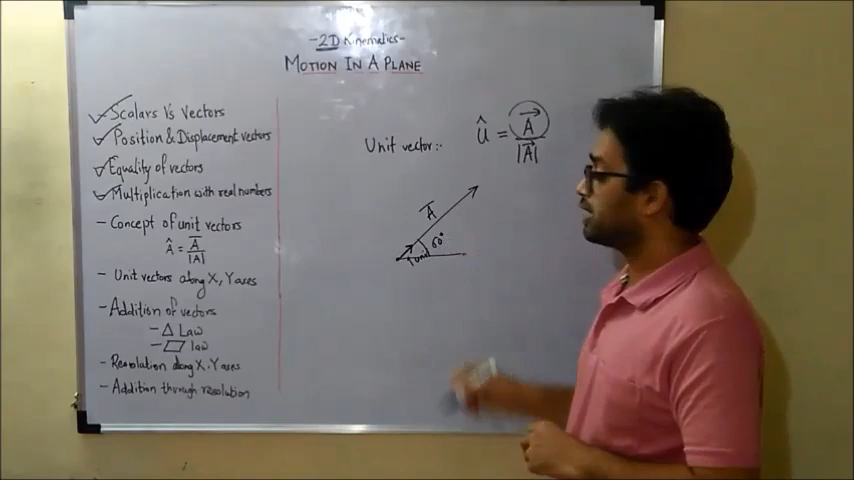 -2D Kinematics-
MOTION IN A PLANE
Scalars Vs Vectors
Position & Displacement vectors
Equality of vectors
Multiplication with real numbers
- Concept of unit vectors
Â = A̅/|A|
- Unit vectors along X, Y axes
- Addition of vectors
- △ Law
- ▱ law
- Resolution along X, Y axes
- Addition through resolution
Unit vector:- û = A⃗/|A⃗|
A̅
60°
1 unit